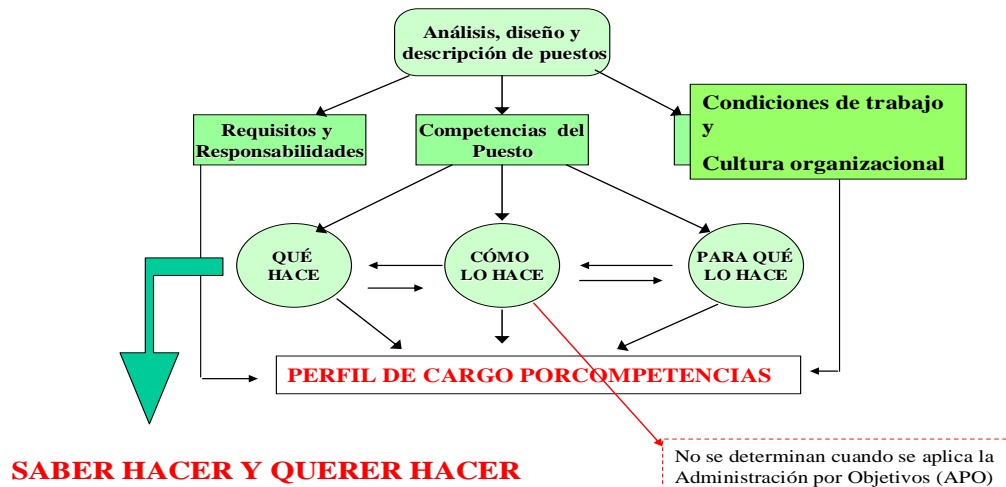 Análisis, diseño y
descripción de puestos
Requisitos y
Responsabilidades
Competencias del
Puesto
Condiciones de trabajo
y
Cultura organizacional
QUÉ
HACE
CÓMO
LO HACE
PARA QUÉ
LO HACE
PERFIL DE CARGO PORCOMPETENCIAS
SABER HACER Y QUERER HACER
No se determinan cuando se aplica la
Administración por Objetivos (APO)